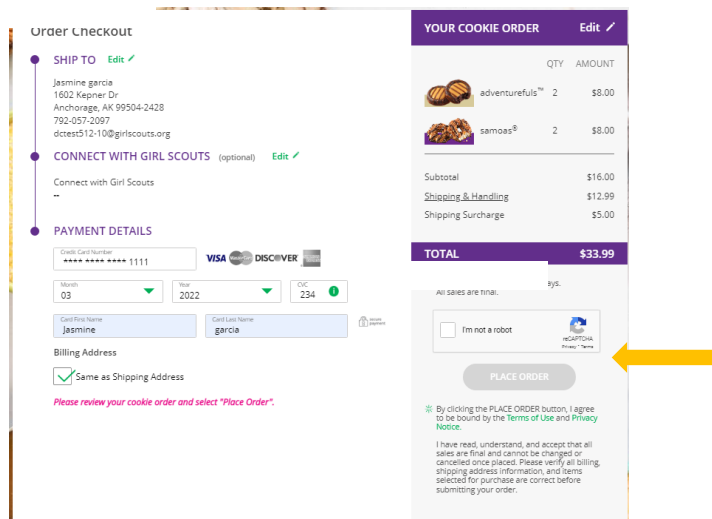 Order Checkout
SHIP TO Edit
Jasmine garcia
1602 Kepner Dr
Anchorage, AK 99504-2428
792-057-2097
dctest512-10@girlscouts.org
CONNECT WITH GIRL SCOUTS (optional) Edit
Connect with Girl Scouts
--
PAYMENT DETAILS
Credit Card Number
**** **** **** 1111
VISA MasterCard DISCOVER
Month
03
Year
2022
CVC
234
Card First Name
Jasmine
Card Last Name
garcia
secure
payment
Billing Address
Same as Shipping Address
Please review your cookie order and select "Place Order".
YOUR COOKIE ORDER Edit
QTY AMOUNT
adventurefuls™ 2 $8.00
samoas® 2 $8.00
Subtotal $16.00
Shipping & Handling $12.99
Shipping Surcharge $5.00
TOTAL $33.99
ays.
All sales are final.
I'm not a robot
reCAPTCHA
Privacy - Terms
PLACE ORDER
By clicking the PLACE ORDER button, I agree
to be bound by the Terms of Use and Privacy
Notice.
I have read, understand, and accept that all
sales are final and cannot be changed or
cancelled once placed. Please verify all billing,
shipping address information, and items
selected for purchase are correct before
submitting your order.